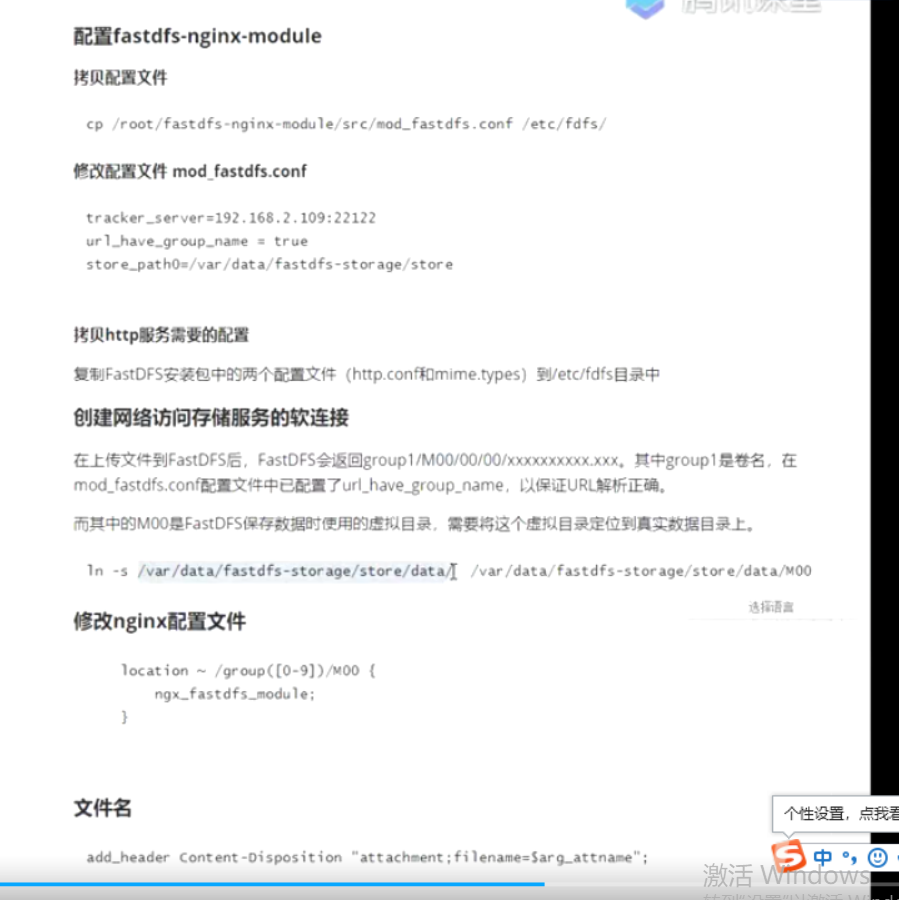 腾讯课堂
配置fastdfs-nginx-module
拷贝配置文件
cp /root/fastdfs-nginx-module/src/mod_fastdfs.conf /etc/fdfs/
修改配置文件 mod_fastdfs.conf
tracker_server=192.168.2.109:22122
url_have_group_name = true
store_path0=/var/data/fastdfs-storage/store
拷贝http服务需要的配置
复制FastDFS安装包中的两个配置文件（http.conf和mime.types）到/etc/fdfs目录中
创建网络访问存储服务的软连接
在上传文件到FastDFS后，FastDFS会返回group1/M00/00/00/xxxxxxxxxx.xxx。其中group1是卷名，在
mod_fastdfs.conf配置文件中已配置了url_have_group_name，以保证URL解析正确。
而其中的M00是FastDFS保存数据时使用的虚拟目录，需要将这个虚拟目录定位到真实数据目录上。
ln -s /var/data/fastdfs-storage/store/data/ /var/data/fastdfs-storage/store/data/M00
选择语言
修改nginx配置文件
location ~ /group([0-9])/M00 {
ngx_fastdfs_module;
}
文件名
add_header Content-Disposition "attachment;filename=$arg_attname";
个性设置，点我看
S 中
激活 Windows